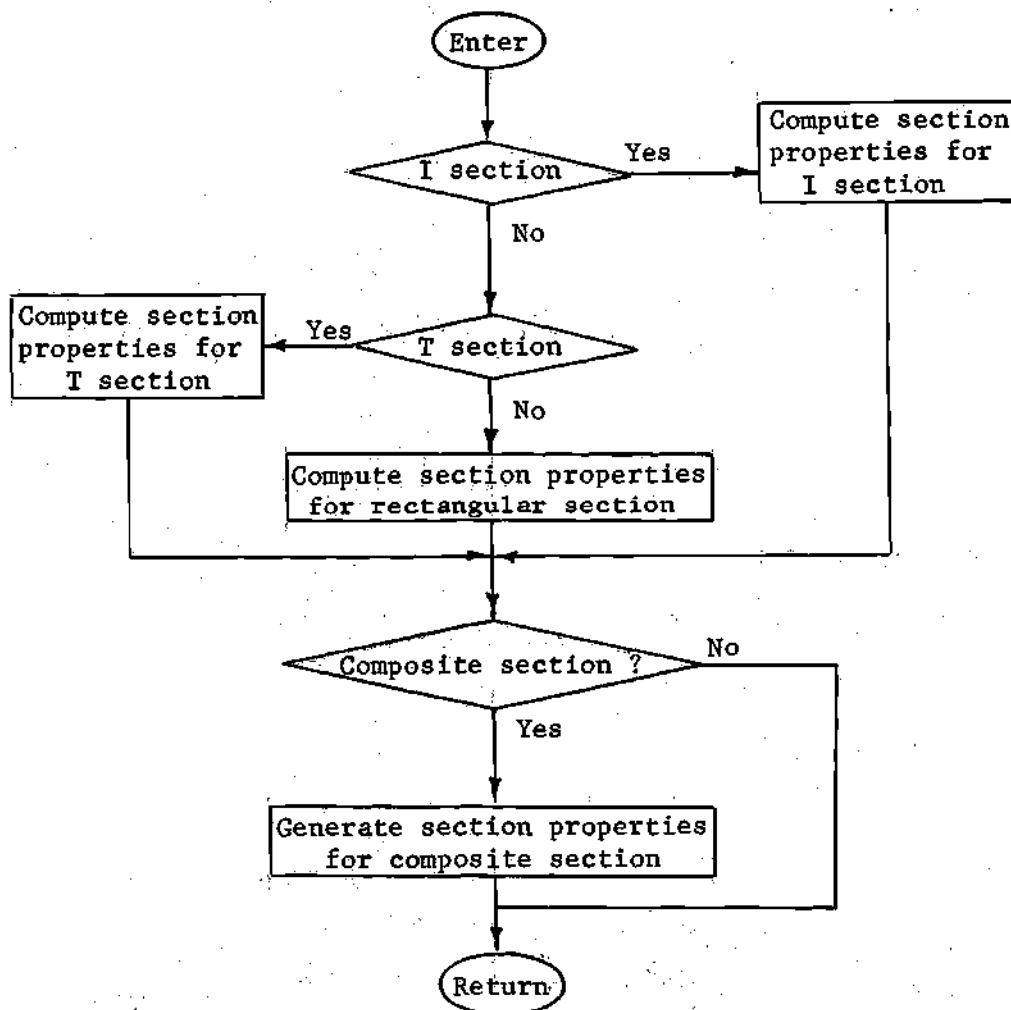 Enter
I section
Yes
Compute section
properties for
I section
No
T section
Yes
Compute section
properties for
T section
No
Compute section properties
for rectangular section
Composite section ?
No
Yes
Generate section properties
for composite section
Return